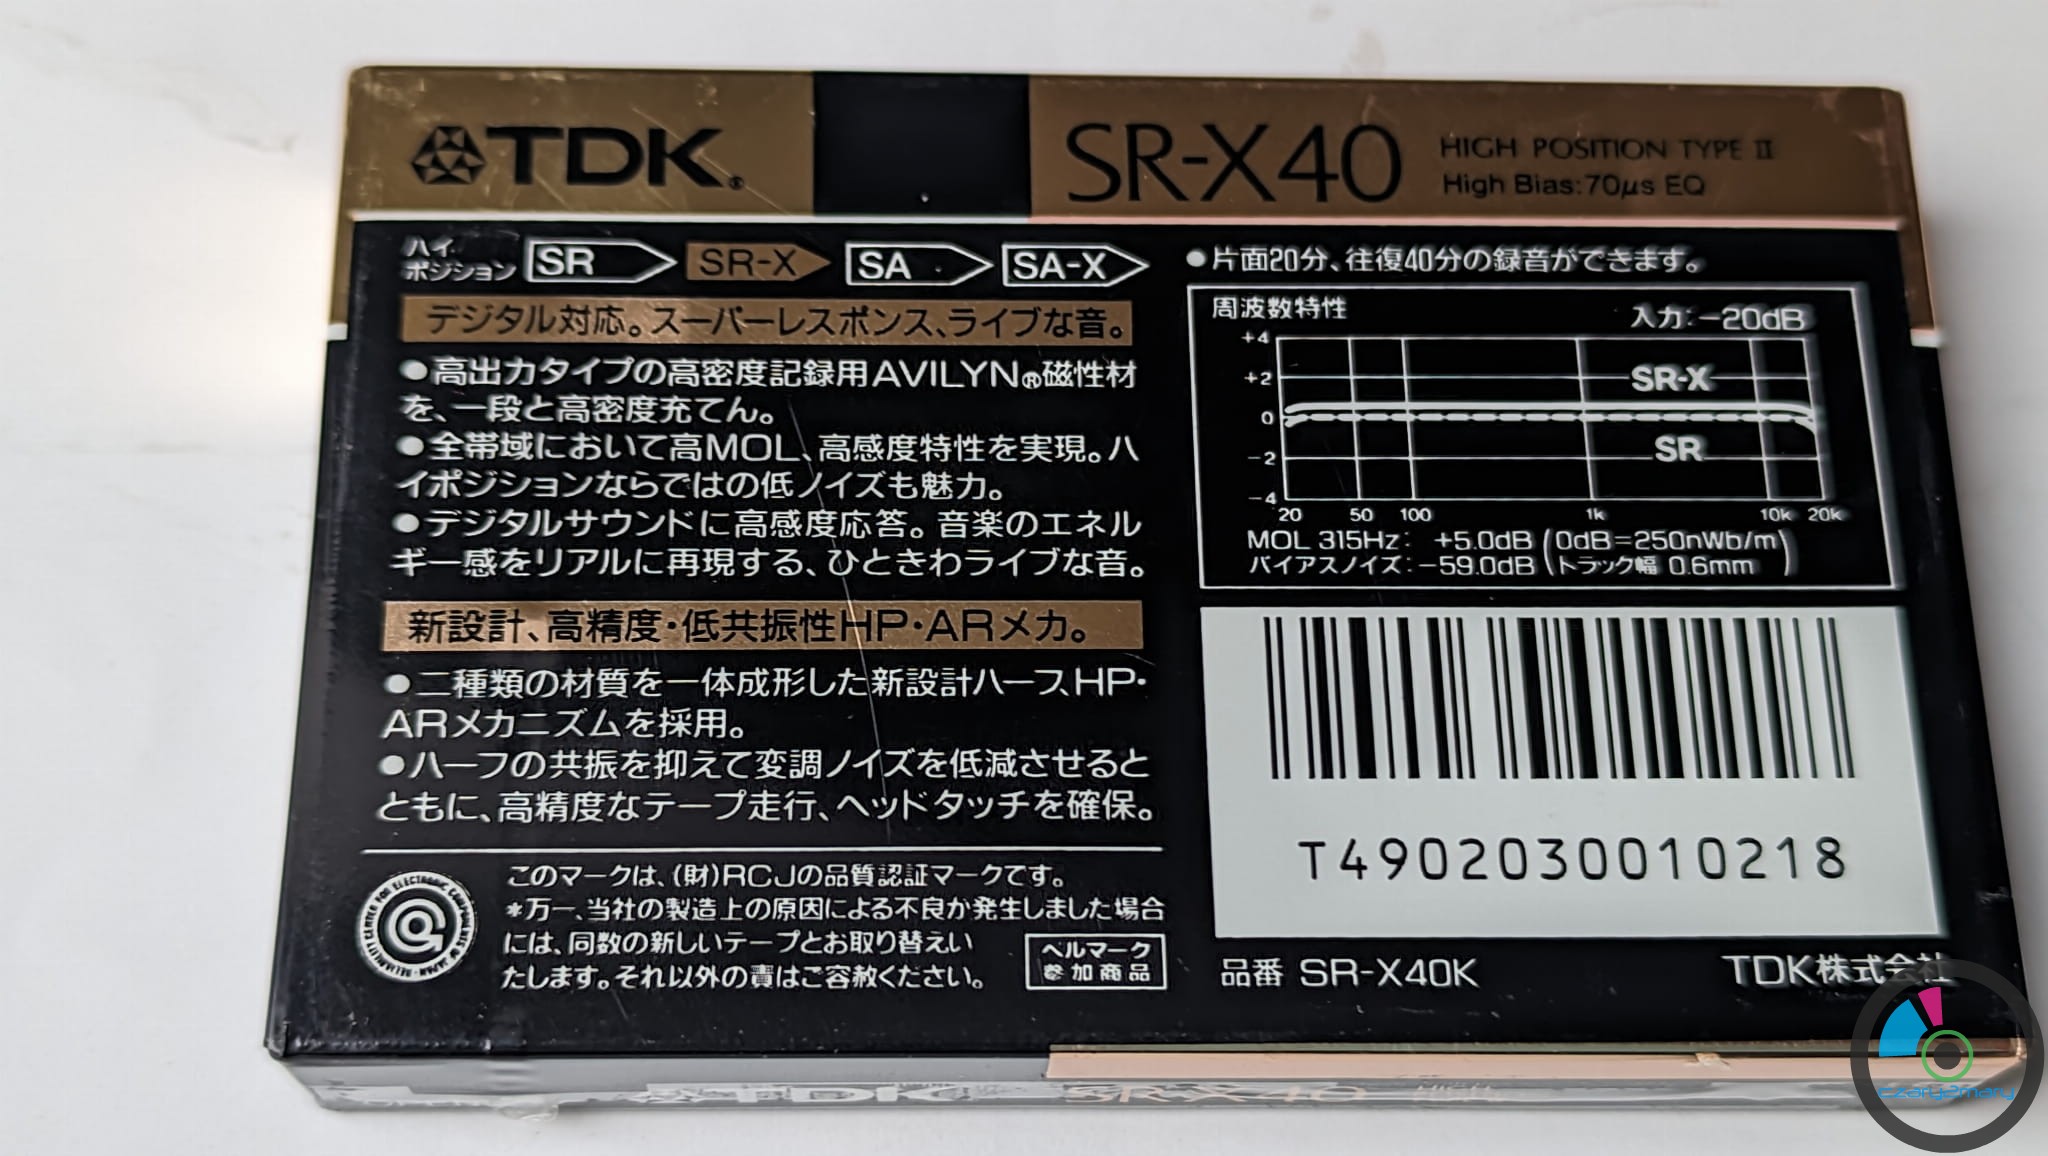 TDK®
SR-X40
HIGH POSITION TYPE II
High Bias:70μs EQ
ハイ
ポジション
SR
SR-X
SA
SA-X
デジタル対応。スーパーレスポンス、ライブな音。
●高出力タイプの高密度記録用AVILYN®磁性材
を、一段と高密度充てん。
●全帯域において高MOL、高感度特性を実現。ハ
イポジションならではの低ノイズも魅力。
●デジタルサウンドに高感度応答。音楽のエネル
ギー感をリアルに再現する、ひときわライブな音。
新設計、高精度・低共振性HP・ARメカ。
●二種類の材質を一体成形した新設計ハーフ、HP・
ARメカニズムを採用。
●ハーフの共振を抑えて変調ノイズを低減させると
ともに、高精度なテープ走行、ヘッドタッチを確保。
このマークは、(財)RCJの品質認証マークです。
*万一、当社の製造上の原因による不良か発生しました場合
には、同数の新しいテープとお取り替えい
たします。それ以外の責はご容赦ください。
ベルマーク
参加商品
RELIABILITY CENTER FOR ELECTRONIC COMPONENTS OF JAPAN
●片面20分、往復40分の録音ができます。
周波数特性
入力:-20dB
+4
+2
0
-2
-4
SR-X
SR
20 50 100 1k 10k 20k
MOL 315Hz: +5.0dB (0dB=250nWb/m
バイアスノイズ:-59.0dB トラック幅 0.6mm)
T4902030010218
品番 SR-X40K
TDK株式会社
TDK SR-X40
czary2mary